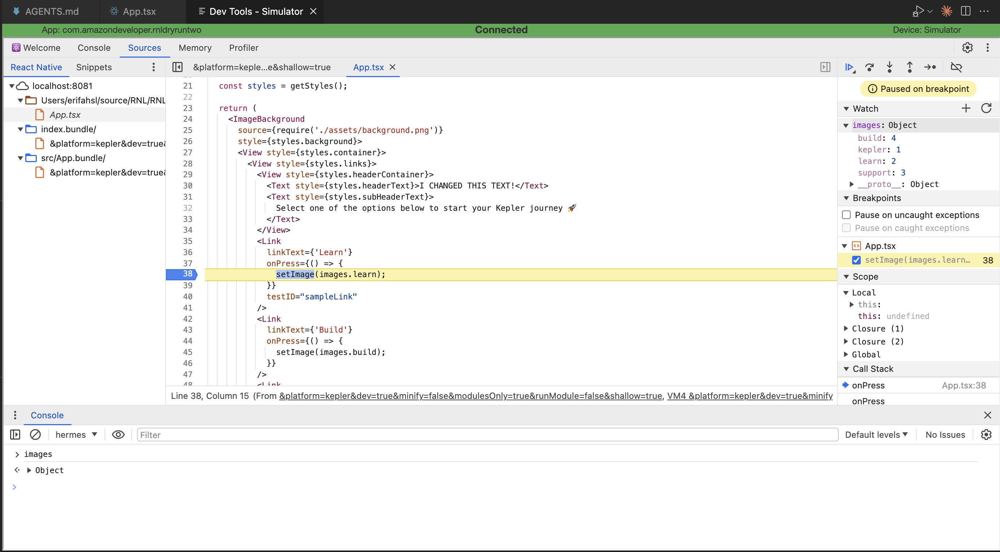 AGENTS.md
App.tsx
Dev Tools - Simulator
App: com.amazondeveloper.rnldryruntwo
Connected
Device: Simulator
Welcome
Console
Sources
Memory
Profiler
React Native
Snippets
localhost:8081
Users/erifahsl/source/RNL/RNL
App.tsx
index.bundle/
&platform=kepler&dev=true&
src/App.bundle/
&platform=kepler&dev=true&
&platform=keple...e&shallow=true
App.tsx
21 const styles = getStyles();
22
23 return (
24 <ImageBackground
25 source={require('./assets/background.png')}
26 style={styles.background}>
27 <View style={styles.container}>
28 <View style={styles.links}>
29 <View style={styles.headerContainer}>
30 <Text style={styles.headerText}>I CHANGED THIS TEXT!</Text>
31 <Text style={styles.subHeaderText}>
32 Select one of the options below to start your Kepler journey 🚀
33 </Text>
34 </View>
35 <Link
36 linkText={'Learn'}
37 onPress={() => {
38 setImage(images.learn);
39 }}
40 testID="sampleLink"
41 />
42 <Link
43 linkText={'Build'}
44 onPress={() => {
45 setImage(images.build);
46 }}
47 />
48 <Link
Line 38, Column 15 (From &platform=kepler&dev=true&minify=false&modulesOnly=true&runModule=false&shallow=true, VM4 &platform=kepler&dev=true&minify
Paused on breakpoint
Watch
images: Object
build: 4
kepler: 1
learn: 2
support: 3
__proto__: Object
Breakpoints
Pause on uncaught exceptions
Pause on caught exceptions
App.tsx
setImage(images.learn… 38
Scope
Local
this:
this: undefined
Closure (1)
Closure (2)
Global
Call Stack
onPress App.tsx:38
onPress
Console
hermes
Filter
Default levels
No Issues
images
Object